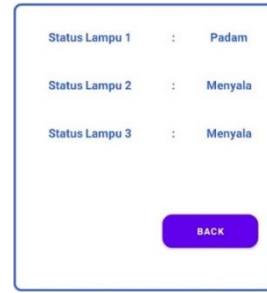 Status Lampu 1 : Padam
Status Lampu 2 : Menyala
Status Lampu 3 : Menyala
BACK